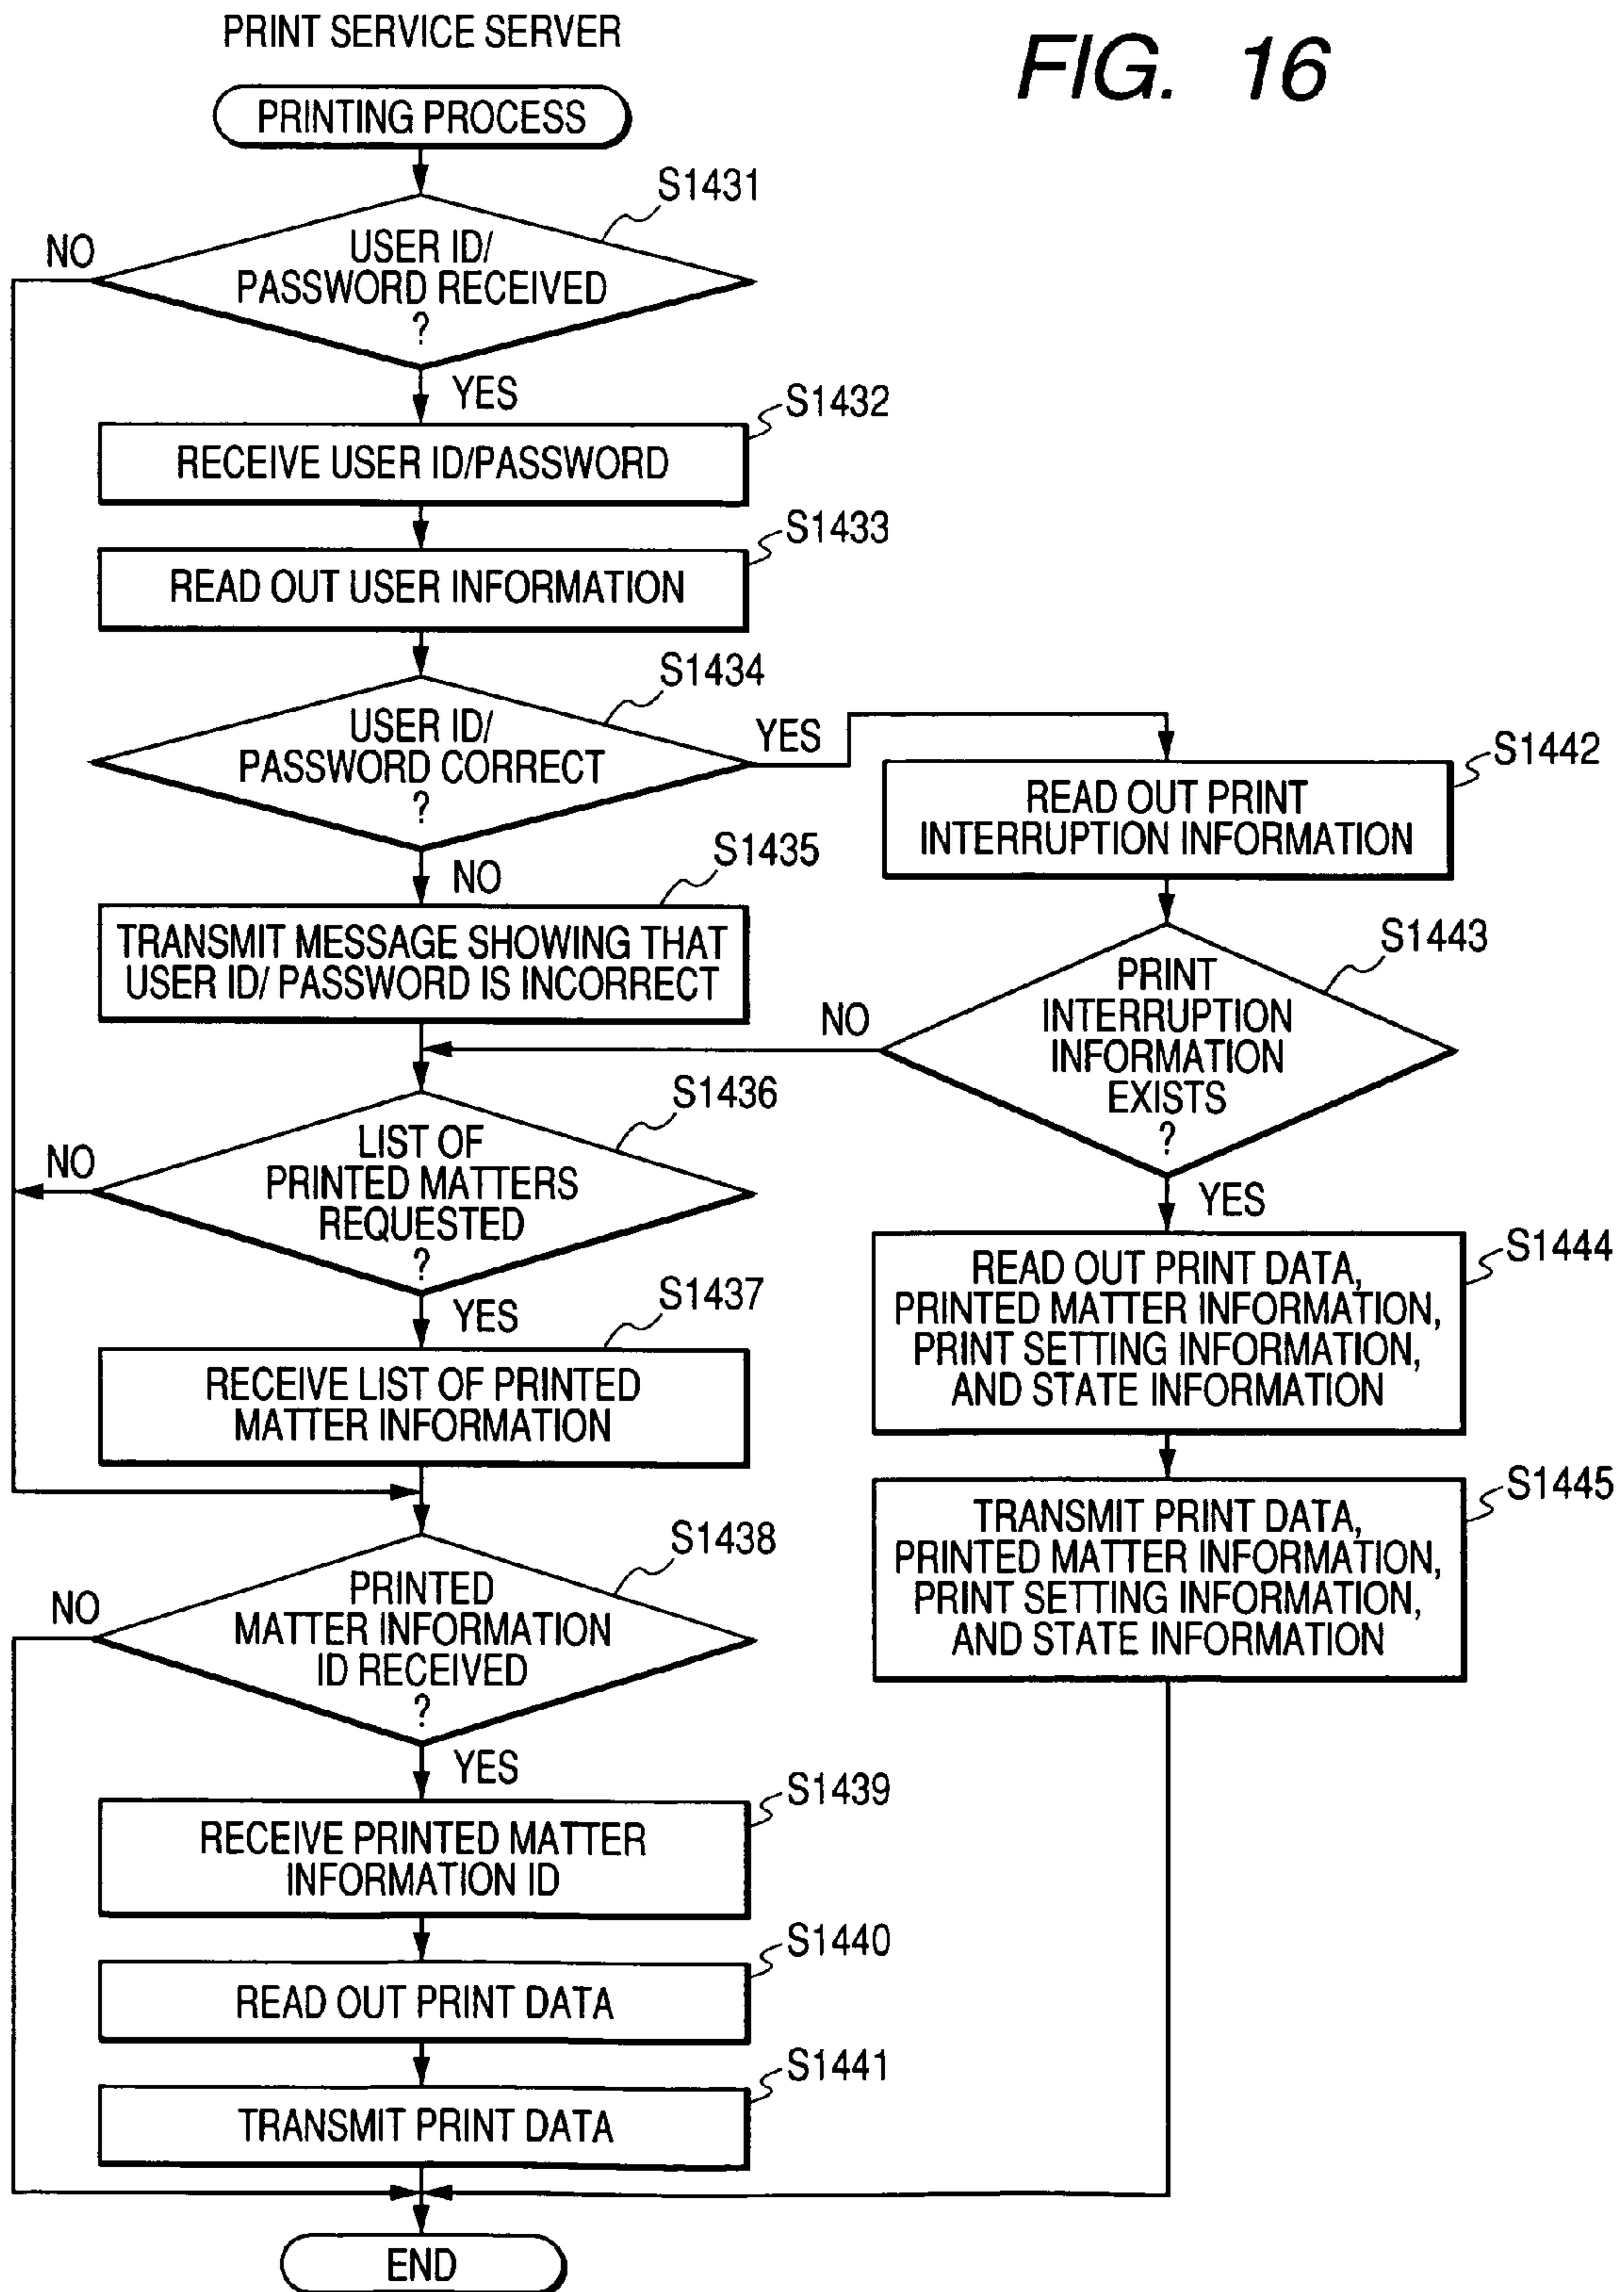 PRINT SERVICE SERVER
FIG. 16
PRINTING PROCESS
S1431
NO
USER ID/
PASSWORD RECEIVED
?
YES
S1432
RECEIVE USER ID/PASSWORD
S1433
READ OUT USER INFORMATION
S1434
USER ID/
PASSWORD CORRECT
?
YES
NO
S1435
TRANSMIT MESSAGE SHOWING THAT
USER ID/ PASSWORD IS INCORRECT
S1436
NO
LIST OF
PRINTED MATTERS
REQUESTED
?
YES
S1437
RECEIVE LIST OF PRINTED
MATTER INFORMATION
S1438
NO
PRINTED
MATTER INFORMATION
ID RECEIVED
?
YES
S1439
RECEIVE PRINTED MATTER
INFORMATION ID
S1440
READ OUT PRINT DATA
S1441
TRANSMIT PRINT DATA
END
S1442
READ OUT PRINT
INTERRUPTION INFORMATION
S1443
NO
PRINT
INTERRUPTION
INFORMATION
EXISTS
?
YES
S1444
READ OUT PRINT DATA,
PRINTED MATTER INFORMATION,
PRINT SETTING INFORMATION,
AND STATE INFORMATION
S1445
TRANSMIT PRINT DATA,
PRINTED MATTER INFORMATION,
PRINT SETTING INFORMATION,
AND STATE INFORMATION